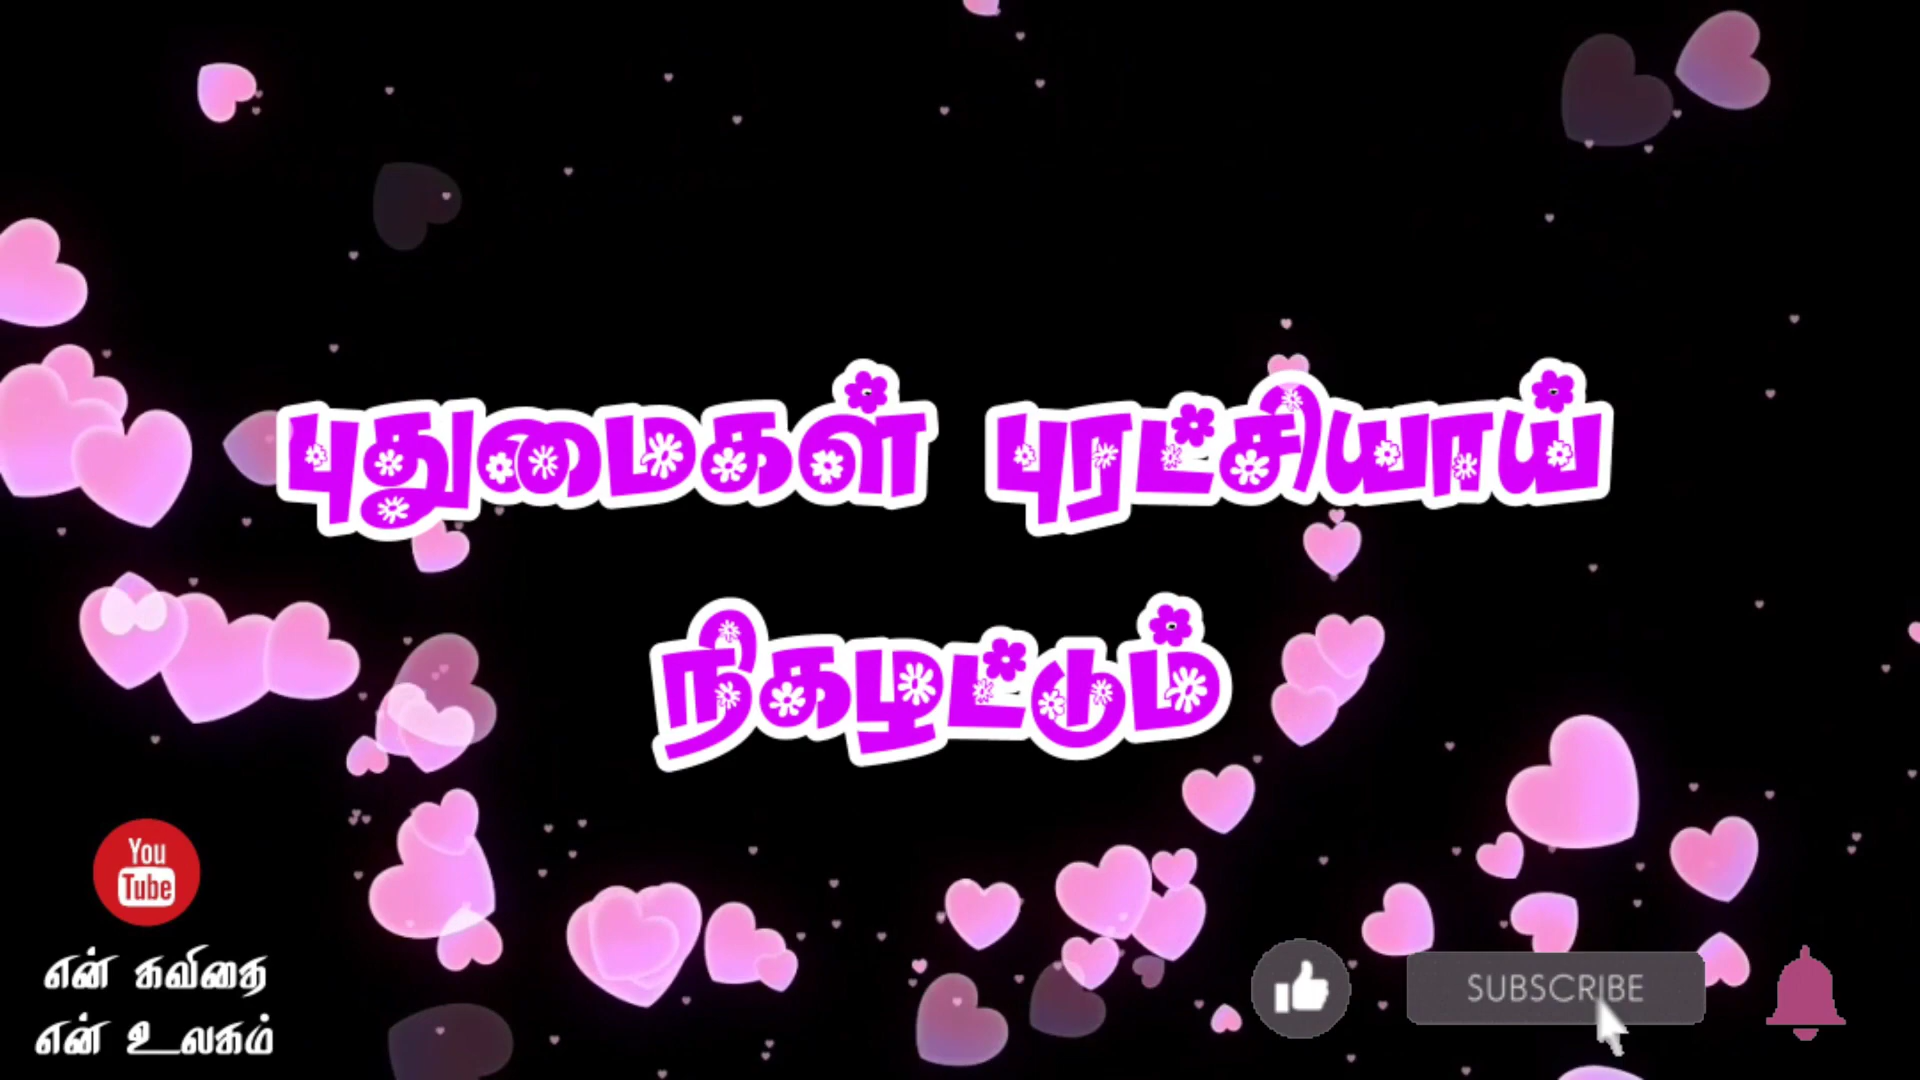 புதுமைகள் புரட்சியாய்
நிகழட்டும்
You
Tube
என் கவிதை
என் உலகம்
SUBSCRIBE